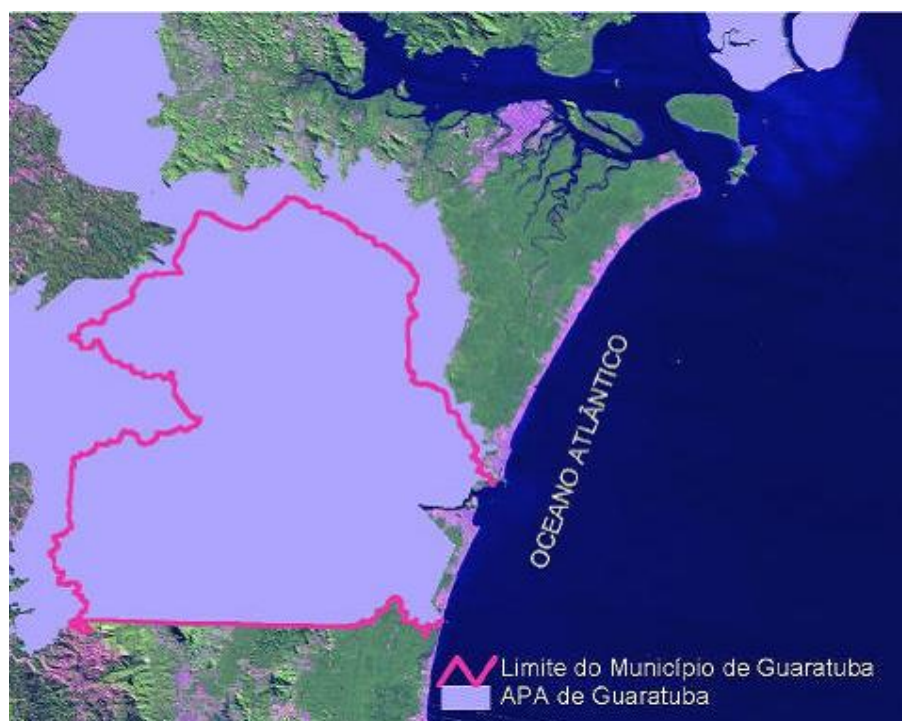 OCEANO ATLÂNTICO
Limite do Município de Guaratuba
APA de Guaratuba